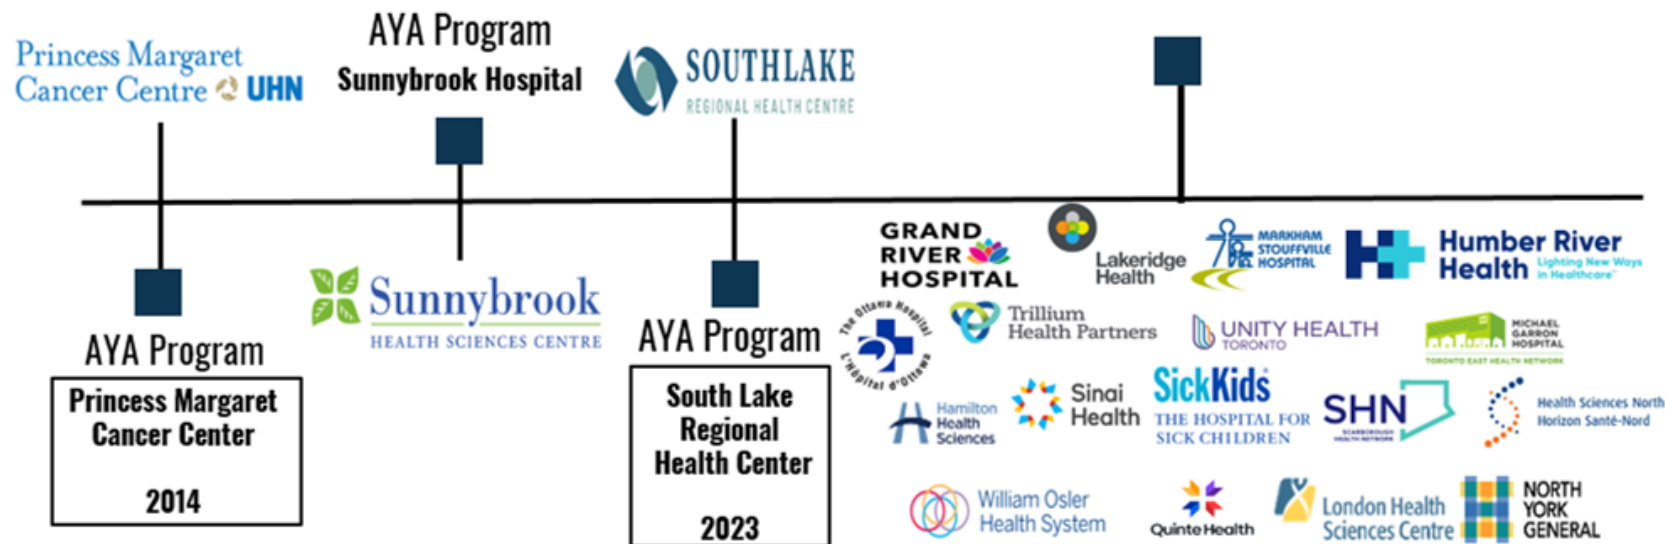 Princess Margaret
Cancer Centre UHN
AYA Program
Sunnybrook Hospital
SOUTHLAKE
REGIONAL HEALTH CENTRE
Sunnybrook
HEALTH SCIENCES CENTRE
AYA Program
Princess Margaret
Cancer Center
2014
AYA Program
South Lake
Regional
Health Center
2023
GRAND
RIVER
HOSPITAL
Lakeridge
Health
MARKHAM
STOUFFVILLE
HOSPITAL
Humber River
Health
Lighting New Ways
in Healthcare™
The Ottawa Hospital
L'Hôpital d'Ottawa
Trillium
Health Partners
UNITY HEALTH
TORONTO
MICHAEL
GARRON
HOSPITAL
TORONTO EAST HEALTH NETWORK
Hamilton
Health
Sciences
Sinai
Health
SickKids®
THE HOSPITAL FOR
SICK CHILDREN
SHN
SCARBOROUGH
HEALTH NETWORK
Health Sciences North
Horizon Santé-Nord
William Osler
Health System
Quinte Health
London Health
Sciences Centre
NORTH
YORK
GENERAL